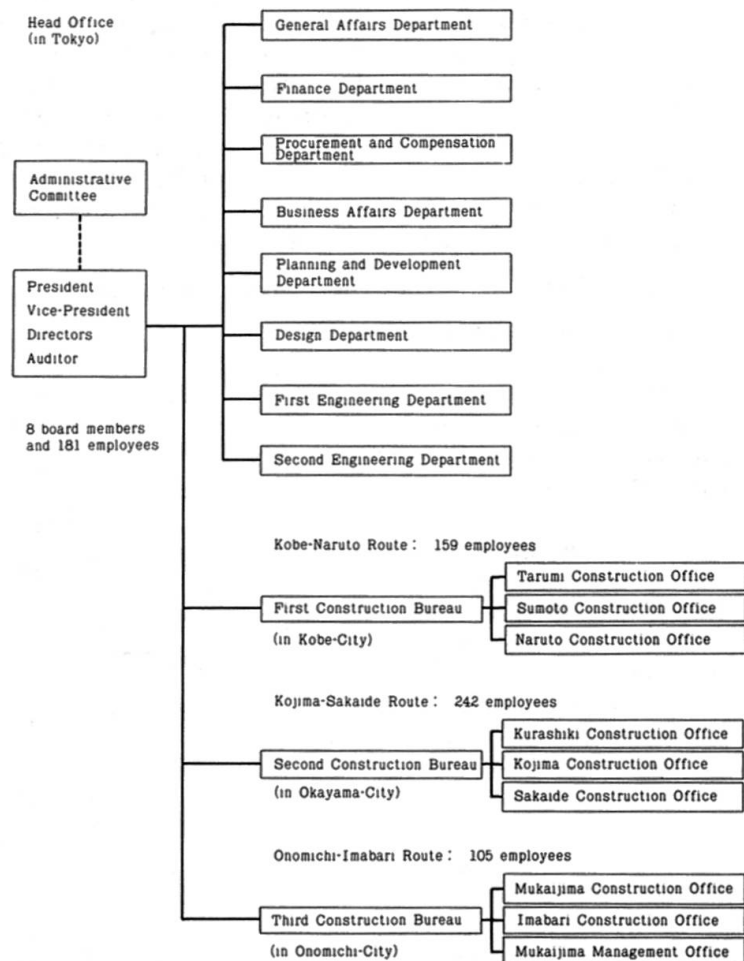 Head Office
(in Tokyo)
General Affairs Department
Finance Department
Procurement and Compensation
Department
Administrative
Committee
Business Affairs Department
Planning and Development
Department
President
Vice-President
Directors
Auditor
Design Department
First Engineering Department
8 board members
and 181 employees
Second Engineering Department
Kobe-Naruto Route : 159 employees
First Construction Bureau
(in Kobe-City)
Tarumi Construction Office
Sumoto Construction Office
Naruto Construction Office
Kojima-Sakaide Route : 242 employees
Second Construction Bureau
(in Okayama-City)
Kurashiki Construction Office
Kojima Construction Office
Sakaide Construction Office
Onomichi-Imabari Route : 105 employees
Third Construction Bureau
(in Onomichi-City)
Mukaijima Construction Office
Imabari Construction Office
Mukaijima Management Office